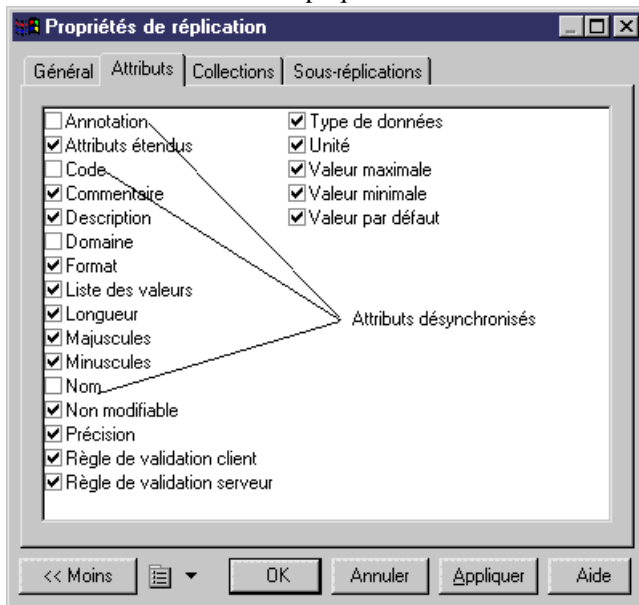 Propriétés de réplication
Général Attributs Collections Sous-réplications
Annotation
Attributs étendus
Code
Commentaire
Description
Domaine
Format
Liste des valeurs
Longueur
Majuscules
Minuscules
Nom
Non modifiable
Précision
Règle de validation client
Règle de validation serveur
Type de données
Unité
Valeur maximale
Valeur minimale
Valeur par défaut
Attributs désynchronisés
<< Moins OK Annuler Appliquer Aide